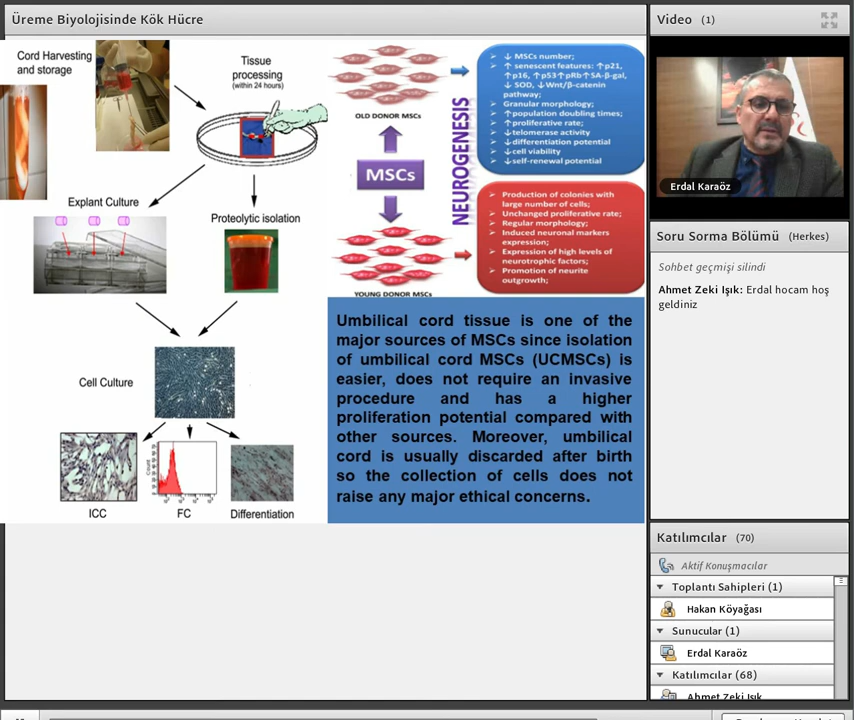 Üreme Biyolojisinde Kök Hücre
Cord Harvesting
and storage
Tissue
processing
(within 24 hours)
Explant Culture
Proteolytic isolation
Cell Culture
ICC
FC
Differentiation
Count
OLD DONOR MSCs
MSCs
YOUNG DONOR MSCs
NEUROGENESIS
↓ MSCs number;
↑ senescent features: ↑p21,
↑p16, ↑p53↑pRb↑SA-β-gal,
↓ SOD, ↓Wnt/β-catenin
pathway;
Granular morphology;
↑population doubling times;
↑proliferative rate;
↓telomerase activity
↓differentiation potential
↓cell viability
↓self-renewal potential
Production of colonies with
large number of cells;
Unchanged proliferative rate;
Regular morphology;
Induced neuronal markers
expression;
Expression of high levels of
neurotrophic factors;
Promotion of neurite
outgrowth;
Umbilical cord tissue is one of the
major sources of MSCs since isolation
of umbilical cord MSCs (UCMSCs) is
easier, does not require an invasive
procedure and has a higher
proliferation potential compared with
other sources. Moreover, umbilical
cord is usually discarded after birth
so the collection of cells does not
raise any major ethical concerns.
Video (1)
Erdal Karaöz
Soru Sorma Bölümü (Herkes)
Sohbet geçmişi silindi
Ahmet Zeki Işık: Erdal hocam hoş
geldiniz
Katılımcılar (70)
Aktif Konuşmacılar
Toplantı Sahipleri (1)
Hakan Köyağası
Sunucular (1)
Erdal Karaöz
Katılımcılar (68)
Ahmet Zeki Işık